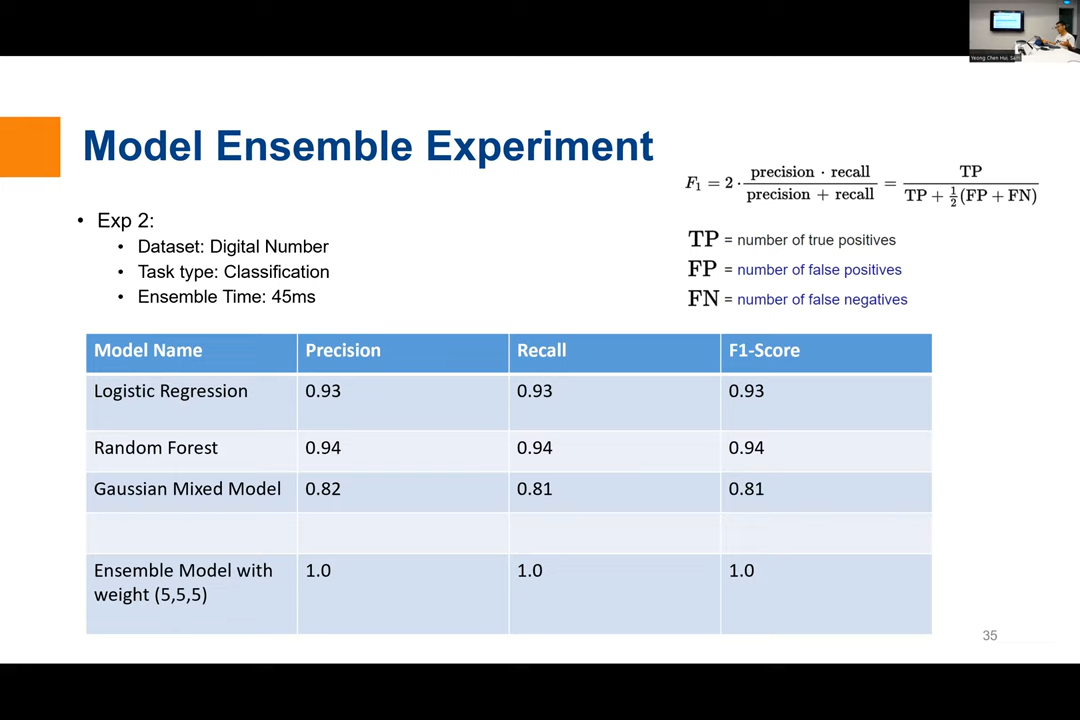 Yeong Chen Hui, Sam
Model Ensemble Experiment
F₁ = 2 · precision · recall / precision + recall = TP / TP + 1/2 (FP + FN)
• Exp 2:
• Dataset: Digital Number
• Task type: Classification
• Ensemble Time: 45ms
TP = number of true positives
FP = number of false positives
FN = number of false negatives
Model Name Precision Recall F1-Score
Logistic Regression 0.93 0.93 0.93
Random Forest 0.94 0.94 0.94
Gaussian Mixed Model 0.82 0.81 0.81
Ensemble Model with 1.0 1.0 1.0
weight (5,5,5)
35